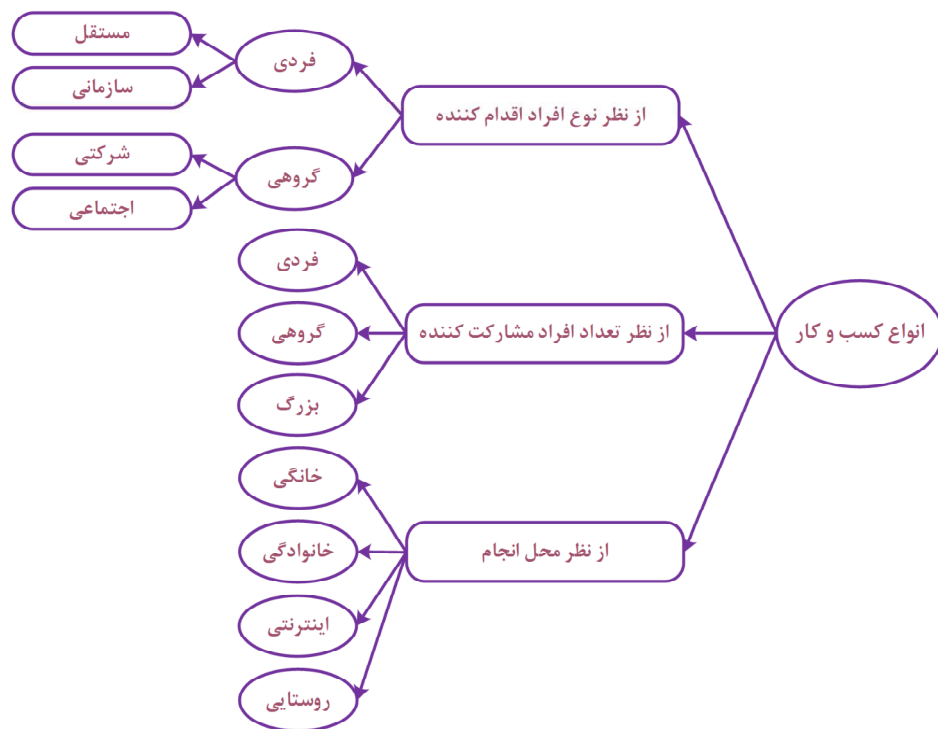 انواع کسب و کار
از نظر نوع افراد اقدام کننده
فردی
مستقل
سازمانی
گروهی
شرکتی
اجتماعی
از نظر تعداد افراد مشارکت کننده
فردی
گروهی
بزرگ
از نظر محل انجام
خانگی
خانوادگی
اینترنتی
روستایی